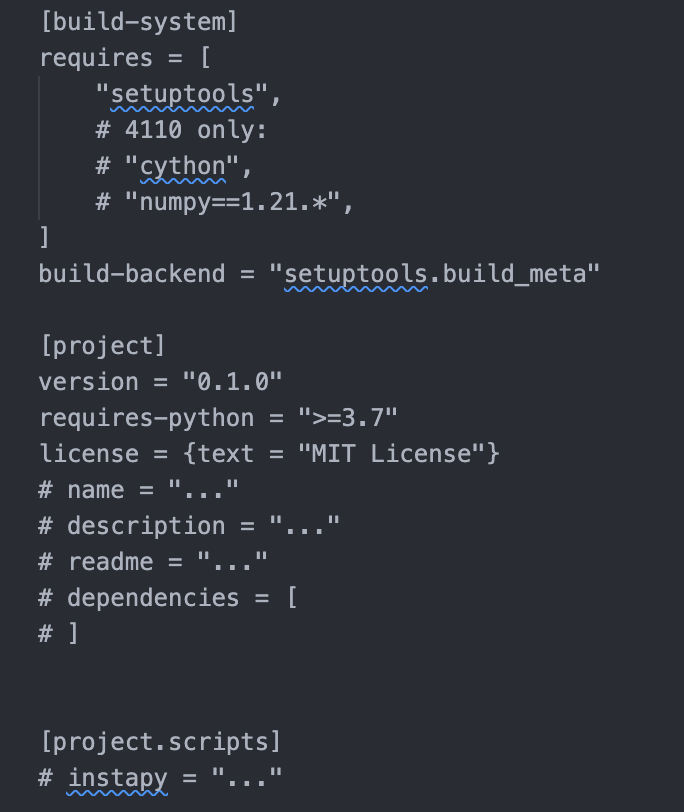 [build-system]
requires = [
    "setuptools",
    # 4110 only:
    # "cython",
    # "numpy==1.21.*",
]
build-backend = "setuptools.build_meta"

[project]
version = "0.1.0"
requires-python = ">=3.7"
license = {text = "MIT License"}
# name = "..."
# description = "..."
# readme = "..."
# dependencies = [
# ]


[project.scripts]
# instapy = "..."